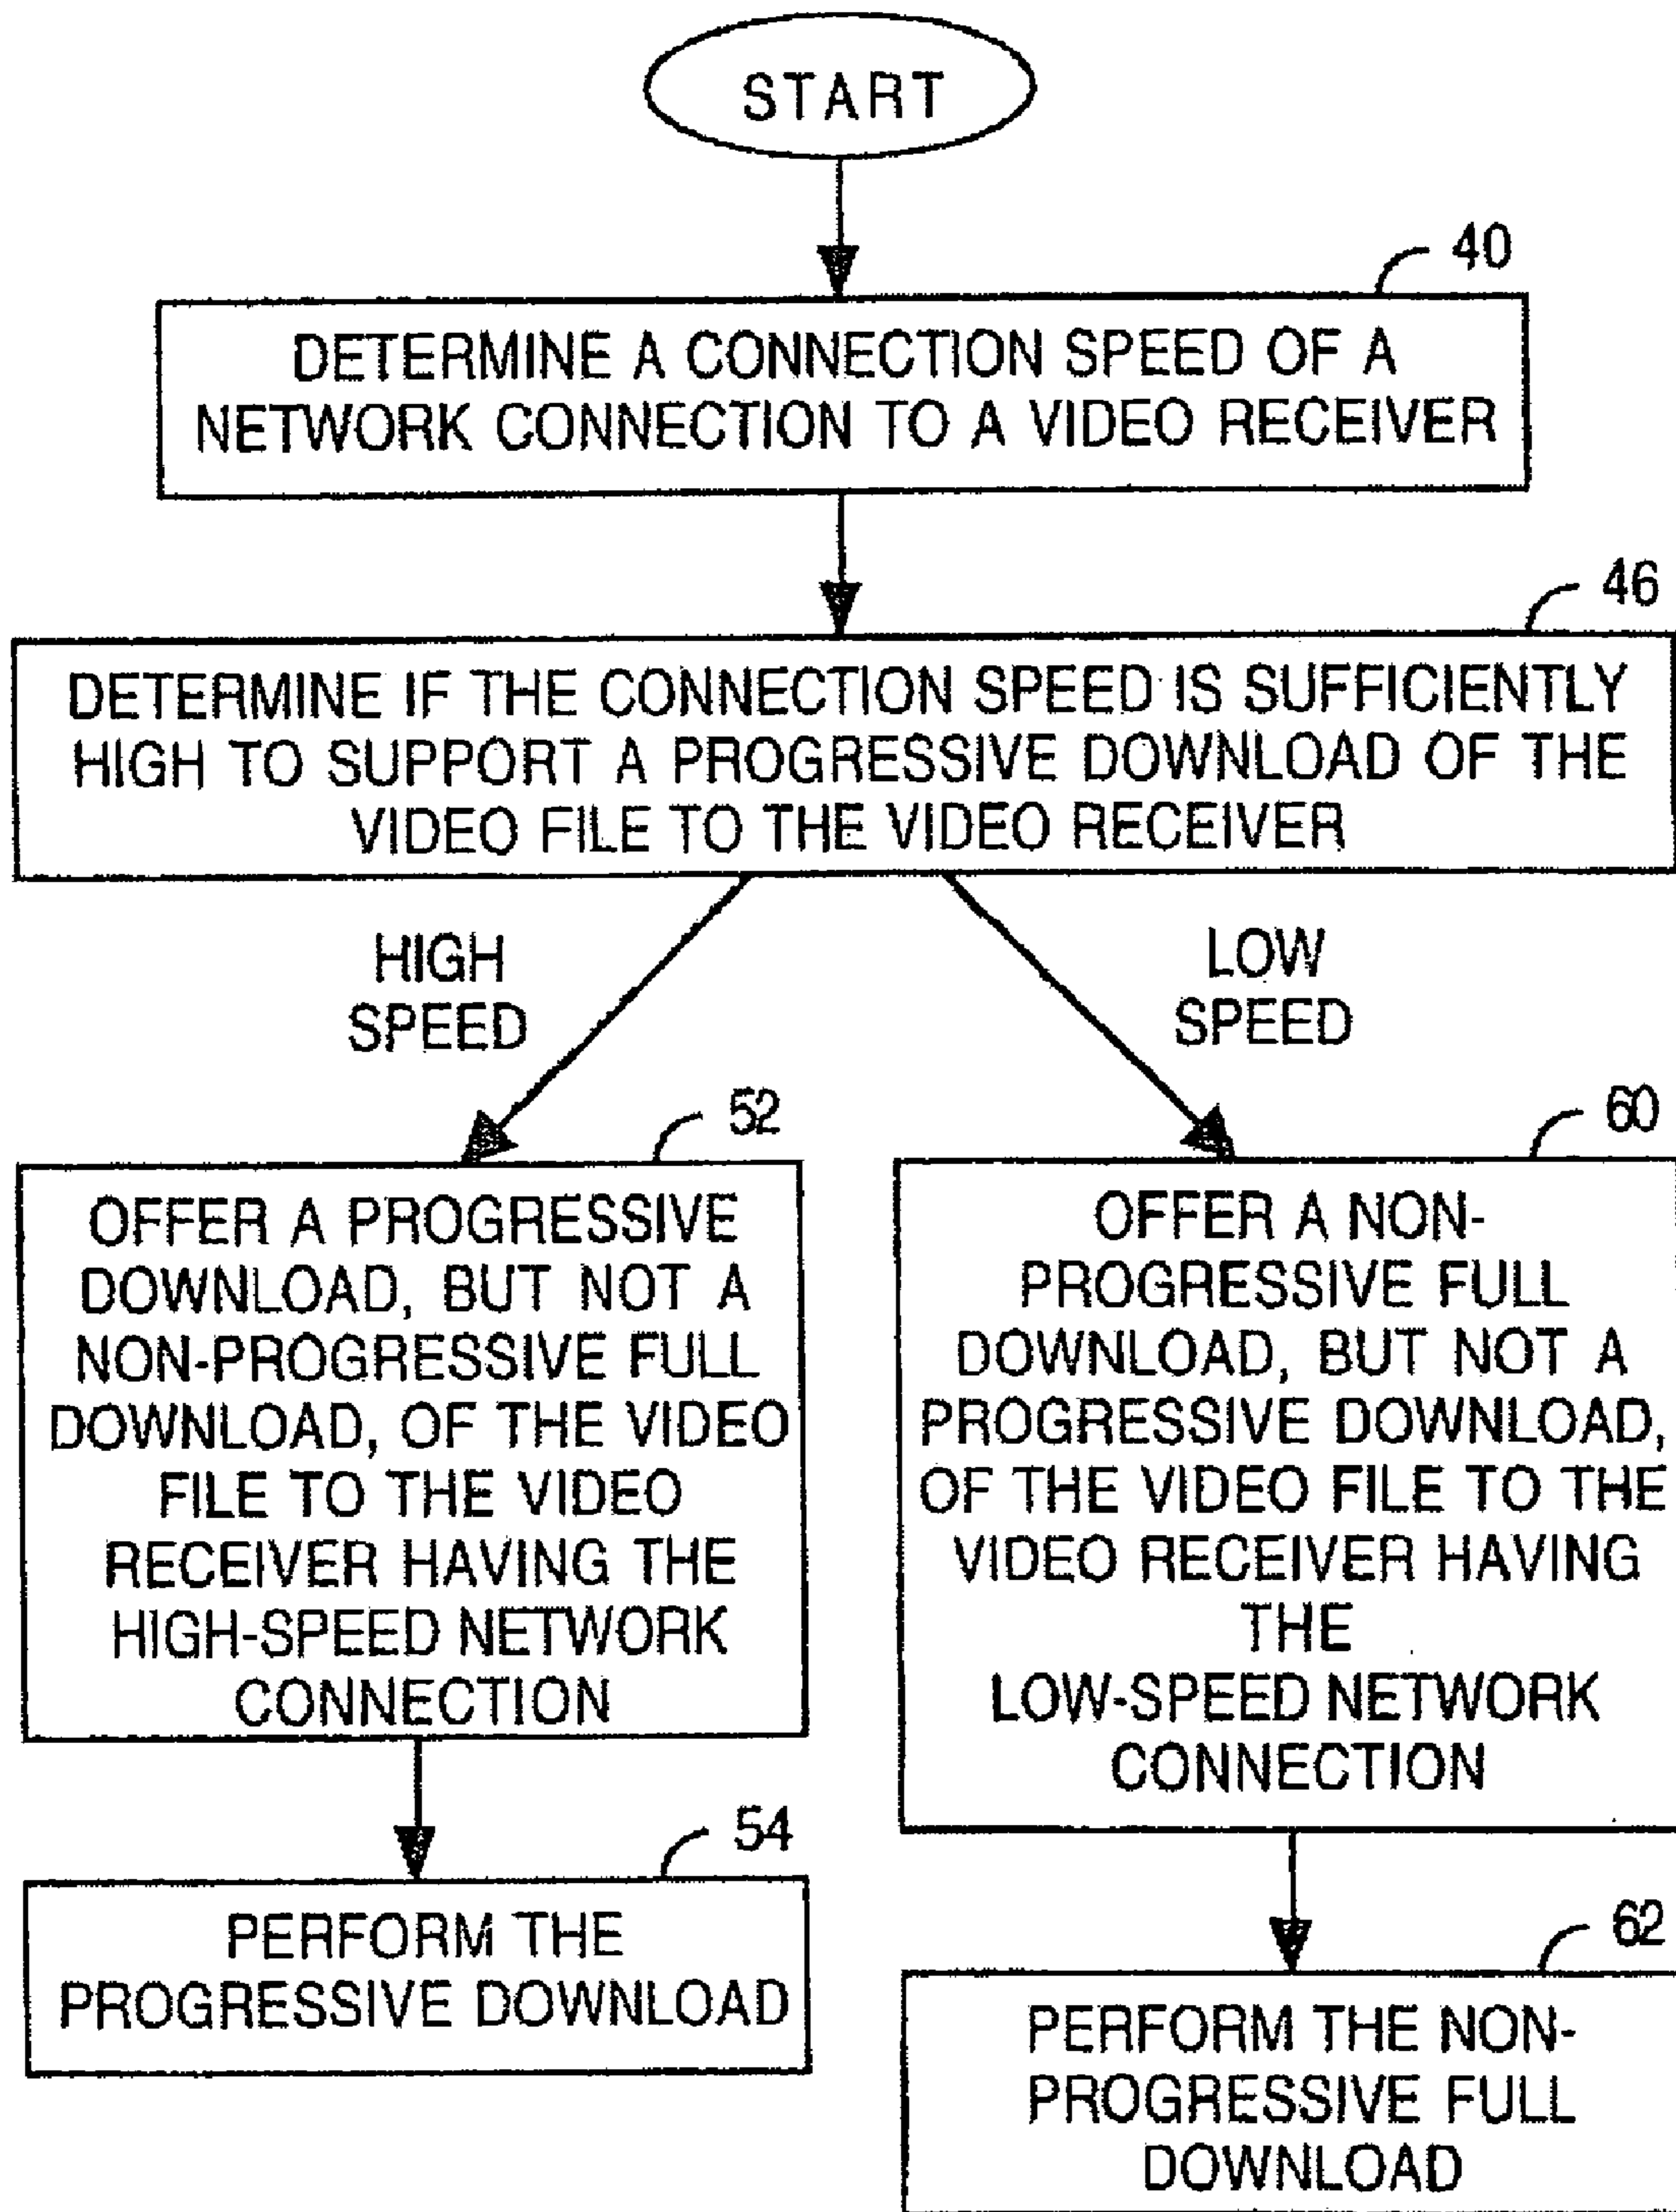 START
40
DETERMINE A CONNECTION SPEED OF A
NETWORK CONNECTION TO A VIDEO RECEIVER
46
DETERMINE IF THE CONNECTION SPEED IS SUFFICIENTLY
HIGH TO SUPPORT A PROGRESSIVE DOWNLOAD OF THE
VIDEO FILE TO THE VIDEO RECEIVER
HIGH
SPEED
LOW
SPEED
52
OFFER A PROGRESSIVE
DOWNLOAD, BUT NOT A
NON-PROGRESSIVE FULL
DOWNLOAD, OF THE VIDEO
FILE TO THE VIDEO
RECEIVER HAVING THE
HIGH-SPEED NETWORK
CONNECTION
60
OFFER A NON-
PROGRESSIVE FULL
DOWNLOAD, BUT NOT A
PROGRESSIVE DOWNLOAD,
OF THE VIDEO FILE TO THE
VIDEO RECEIVER HAVING
THE
LOW-SPEED NETWORK
CONNECTION
54
PERFORM THE
PROGRESSIVE DOWNLOAD
62
PERFORM THE NON-
PROGRESSIVE FULL
DOWNLOAD